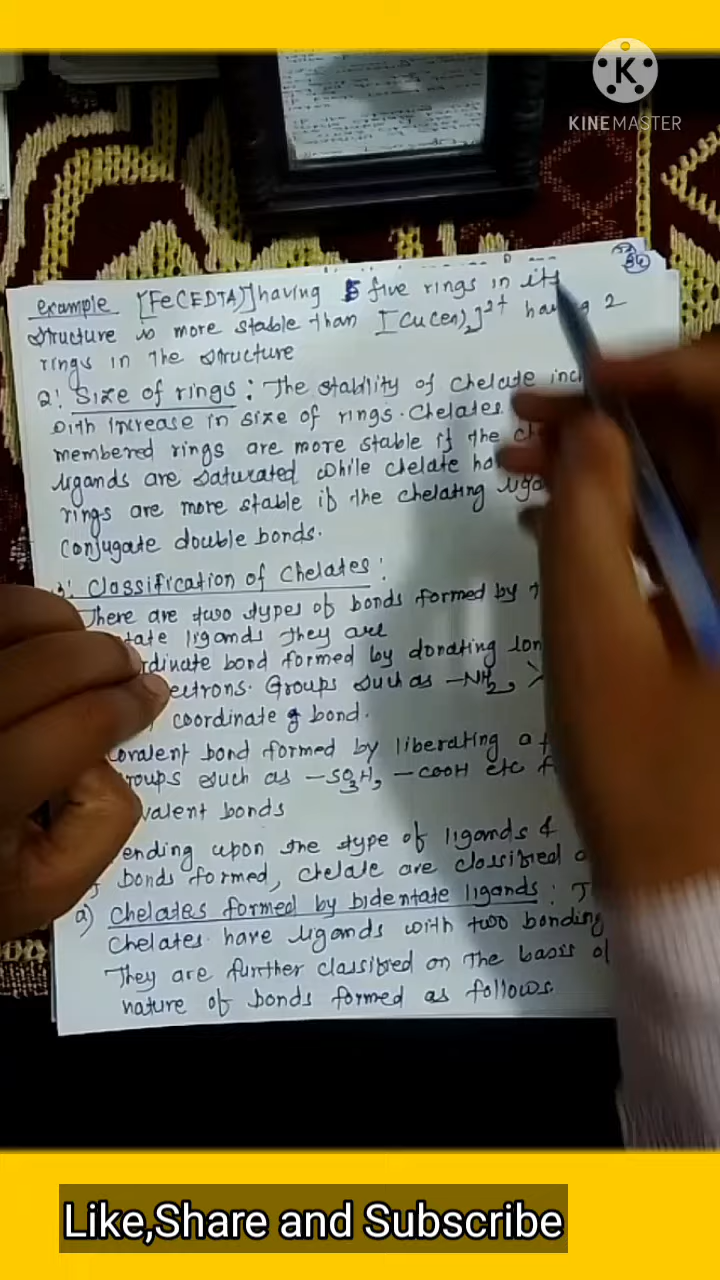 KINEMASTER
54
example [Fe(EDTA)] having 5 five rings in its
structure is more stable than [Cu(en)2]2+ having 2
rings in the structure
2. Size of rings : The stability of chelate
with increase in size of rings. Chelates
membered rings are more stable if the
ligands are saturated while chelate
rings are more stable if the chelating
conjugate double bonds.
3. Classification of Chelates :
There are two types of bonds formed by
ligands They are
bond formed by donating
Groups such as -NH2,
coordinate bond.
bond formed by liberating a
such as -SO3H, -COOH etc
bonds
upon the type of ligands &
bonds formed, chelate are classified
a) Chelates formed by bidentate ligands :
Chelates have ligands with two bonding
They are further classified on the basis of
nature of bonds formed as follows.
Like,Share and Subscribe